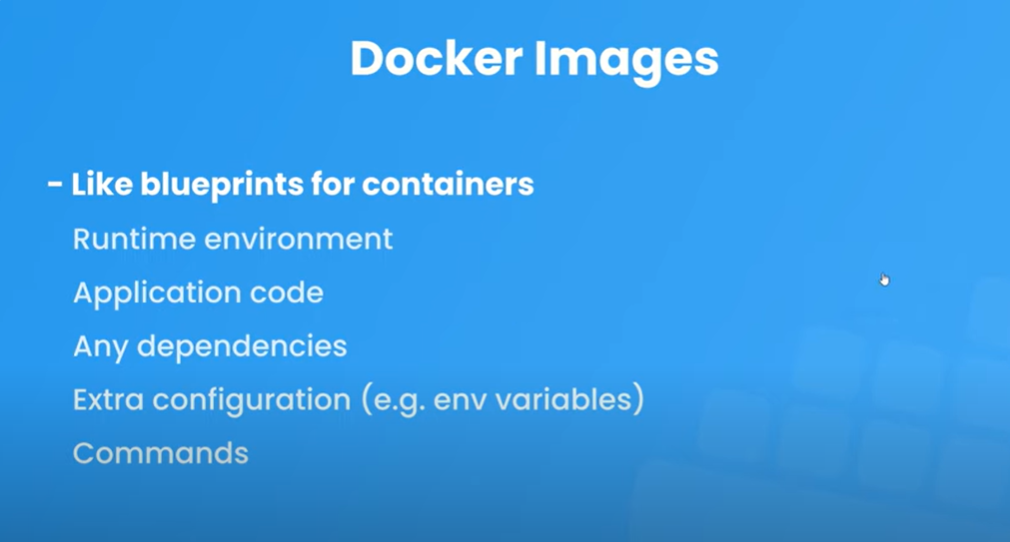 Docker Images
- Like blueprints for containers
Runtime environment
Application code
Any dependencies
Extra configuration (e.g. env variables)
Commands